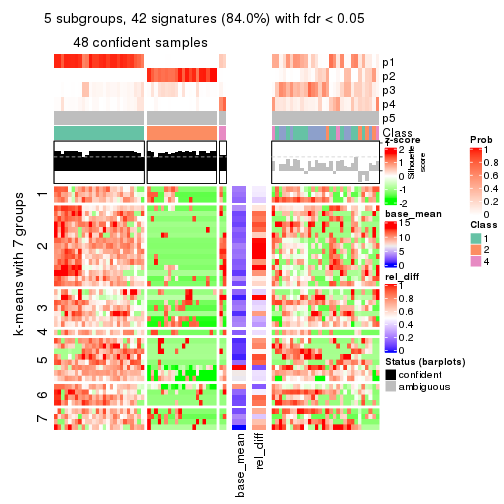 5 subgroups, 42 signatures (84.0%) with fdr < 0.05
48 confident samples
p1
p2
p3
p4
p5
Class
z-score
2
1
0
-1
-2
Silhouette
score
Prob
1
0.8
0.6
0.4
0.2
0
base_mean
15
10
5
0
Class
1
2
4
rel_diff
1
0.8
0.6
0.4
0.2
0
Status (barplots)
confident
ambiguous
k-means with 7 groups
1
2
3
4
5
6
7
base_mean
rel_diff